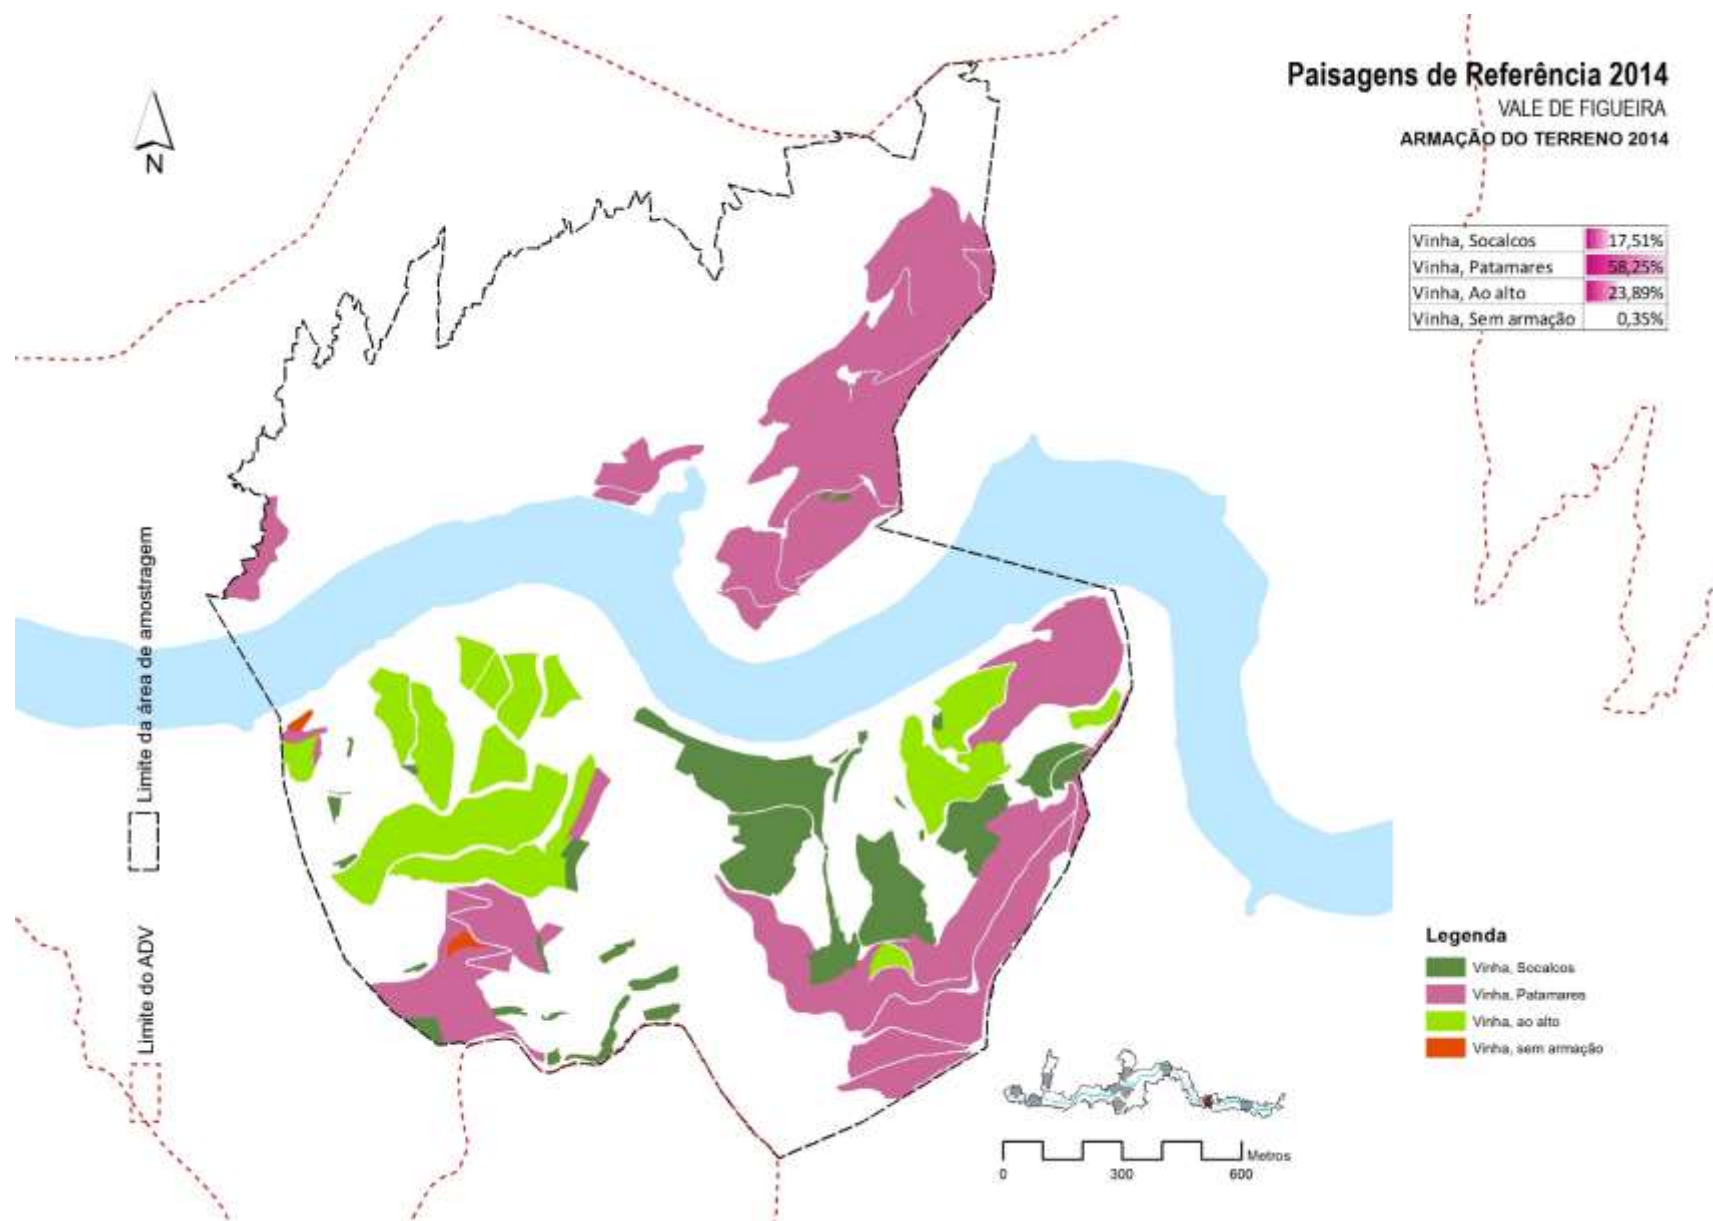 Paisagens de Referência 2014
VALE DE FIGUEIRA
ARMAÇÃO DO TERRENO 2014
N
Vinha, Socalcos 17,51%
Vinha, Patamares 58,25%
Vinha, Ao alto 23,89%
Vinha, Sem armação 0,35%
Limite da área de amostragem
Limite do ADV
Legenda
Vinha, Socalcos
Vinha, Patamares
Vinha, ao alto
Vinha, sem armação
Metros
0 300 600